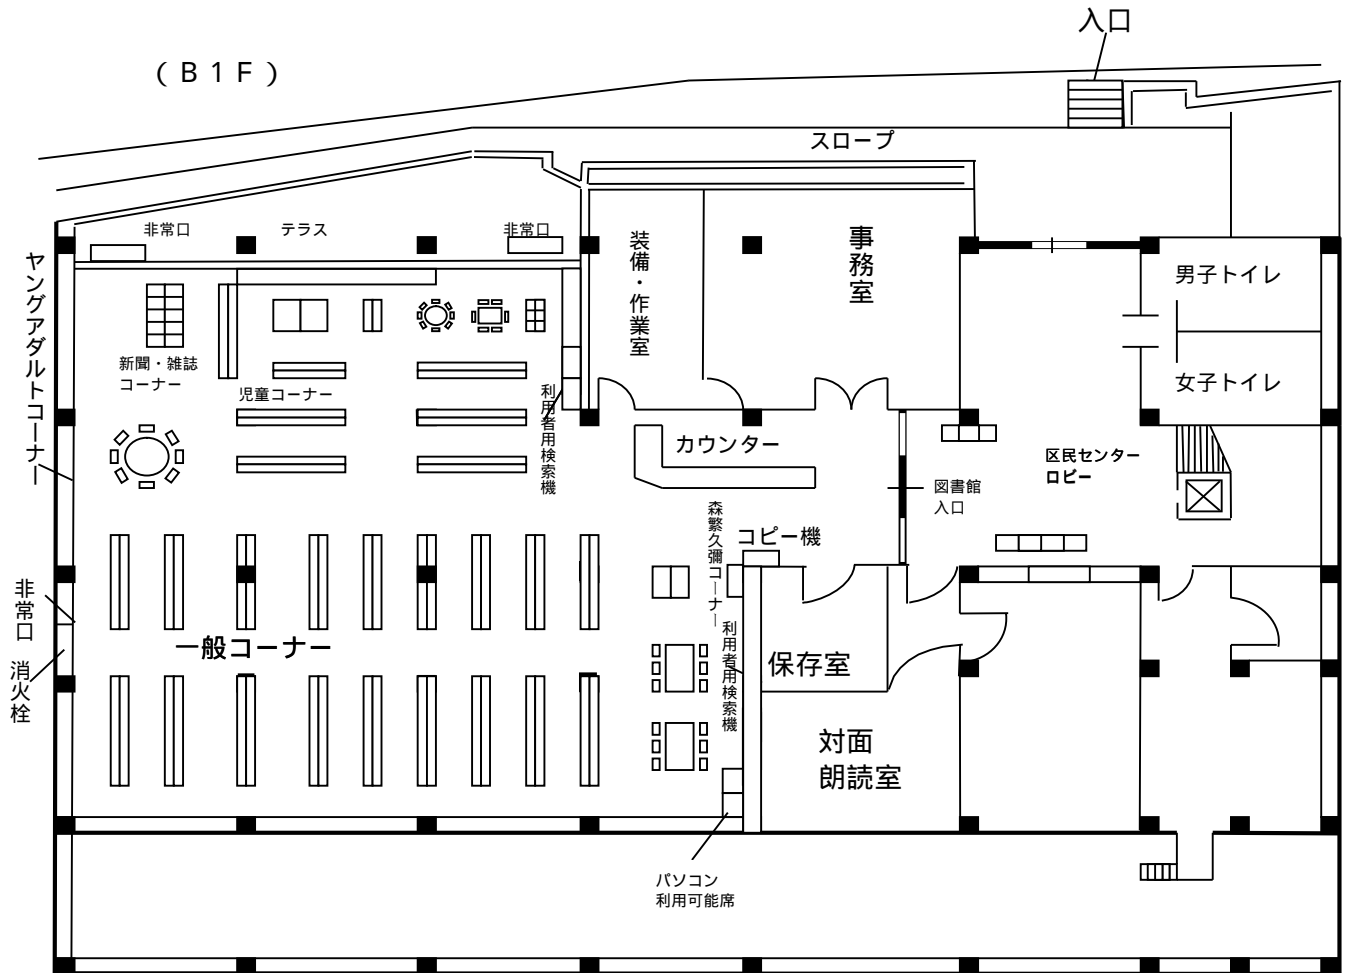 入口
(B1F)
スロープ
非常口
テラス
非常口
装備・作業室
事務室
男子トイレ
女子トイレ
ヤングアダルトコーナー
新聞・雑誌
コーナー
児童コーナー
利用者用検索機
カウンター
区民センター
ロビー
図書館
入口
森繁久彌コーナー
コピー機
非常口
一般コーナー
利用者用検索機
保存室
消火栓
対面
朗読室
パソコン
利用可能席